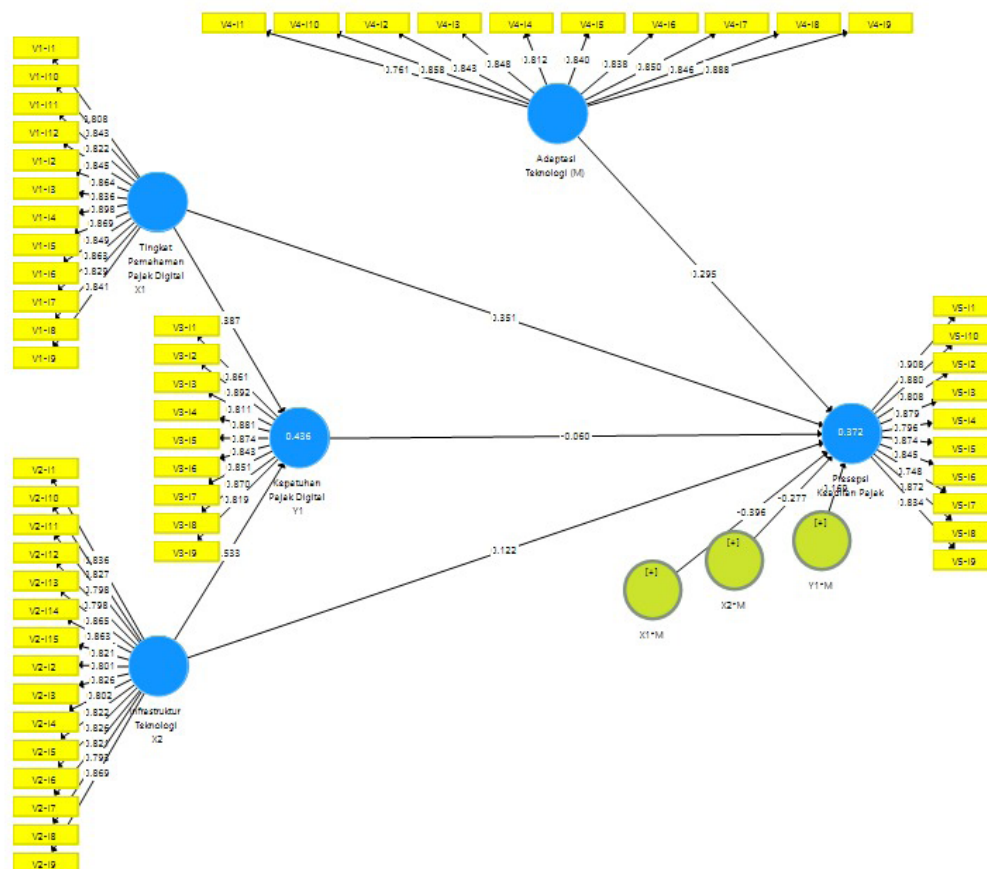 V4-I1 V4-I10 V4-I2 V4-I3 V4-I4 V4-I5 V4-I6 V4-I7 V4-I8 V4-I9
0.761 0.858 0.843 0.848 0.812 0.840 0.838 0.850 0.846 0.888
Adaptasi
Teknologi (M)
V1-I1
V1-I10
V1-I11
V1-I12
V1-I2
V1-I3
V1-I4
V1-I5
V1-I6
V1-I7
V1-I8
V1-I9
0.808
0.843
0.822
0.845
0.864
0.836
0.898
0.869
0.849
0.863
0.829
0.841
Tingkat
Pemahaman
Pajak Digital
X1
.387
0.351
0.295
V3-I1
V3-I2
V3-I3
V3-I4
V3-I5
V3-I6
V3-I7
V3-I8
V3-I9
0.861
0.892
0.811
0.881
0.874
0.843
0.851
0.870
0.819
0.436
Kepatuhan
Pajak Digital
Y1
-0.060
.533
0.122
V5-I1
V5-I10
V5-I2
V5-I3
V5-I4
V5-I5
V5-I6
V5-I7
V5-I8
V5-I9
0.908
0.880
0.808
0.879
0.796
0.874
0.845
0.748
0.872
0.834
0.372
Presepsi
Keadilan Pajak
-0.396
-0.277
[+]
X1*M
[+]
X2*M
[+]
Y1*M
V2-I1
V2-I10
V2-I11
V2-I12
V2-I13
V2-I14
V2-I15
V2-I2
V2-I3
V2-I4
V2-I5
V2-I6
V2-I7
V2-I8
V2-I9
0.836
0.827
0.798
0.798
0.865
0.863
0.821
0.801
0.826
0.802
0.822
0.826
0.869
Infrastruktur
Teknologi
X2